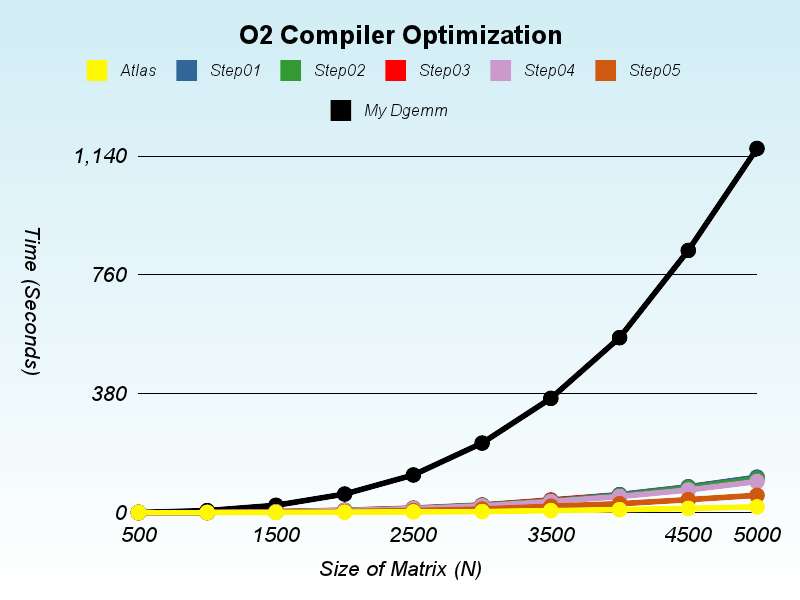 O2 Compiler Optimization
Atlas Step01 Step02 Step03 Step04 Step05
My Dgemm
1,140
760
380
0
Time (Seconds)
500 1500 2500 3500 4500 5000
Size of Matrix (N)